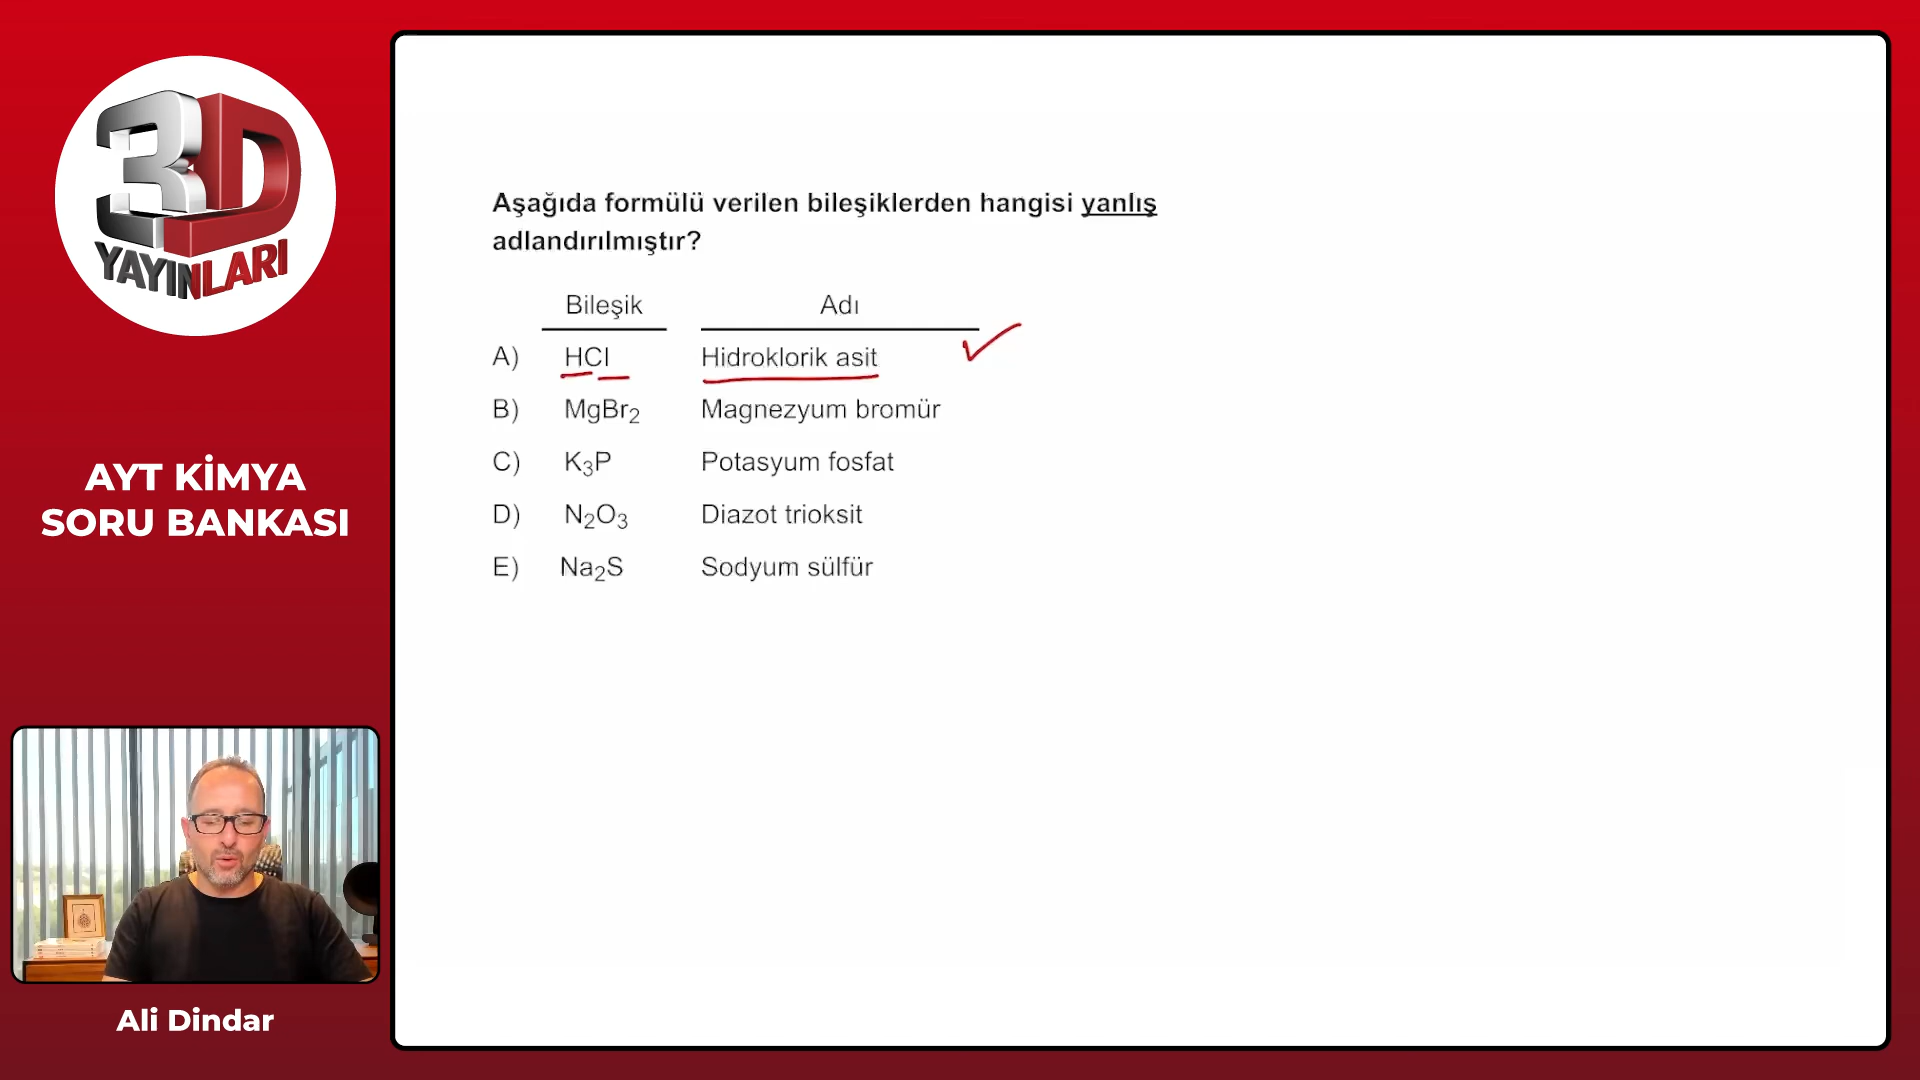 3D
YAYINLARI
AYT KİMYA
SORU BANKASI
Ali Dindar
Aşağıda formülü verilen bileşiklerden hangisi yanlış
adlandırılmıştır?
Bileşik Adı
A) HCl Hidroklorik asit
B) MgBr₂ Magnezyum bromür
C) K₃P Potasyum fosfat
D) N₂O₃ Diazot trioksit
E) Na₂S Sodyum sülfür